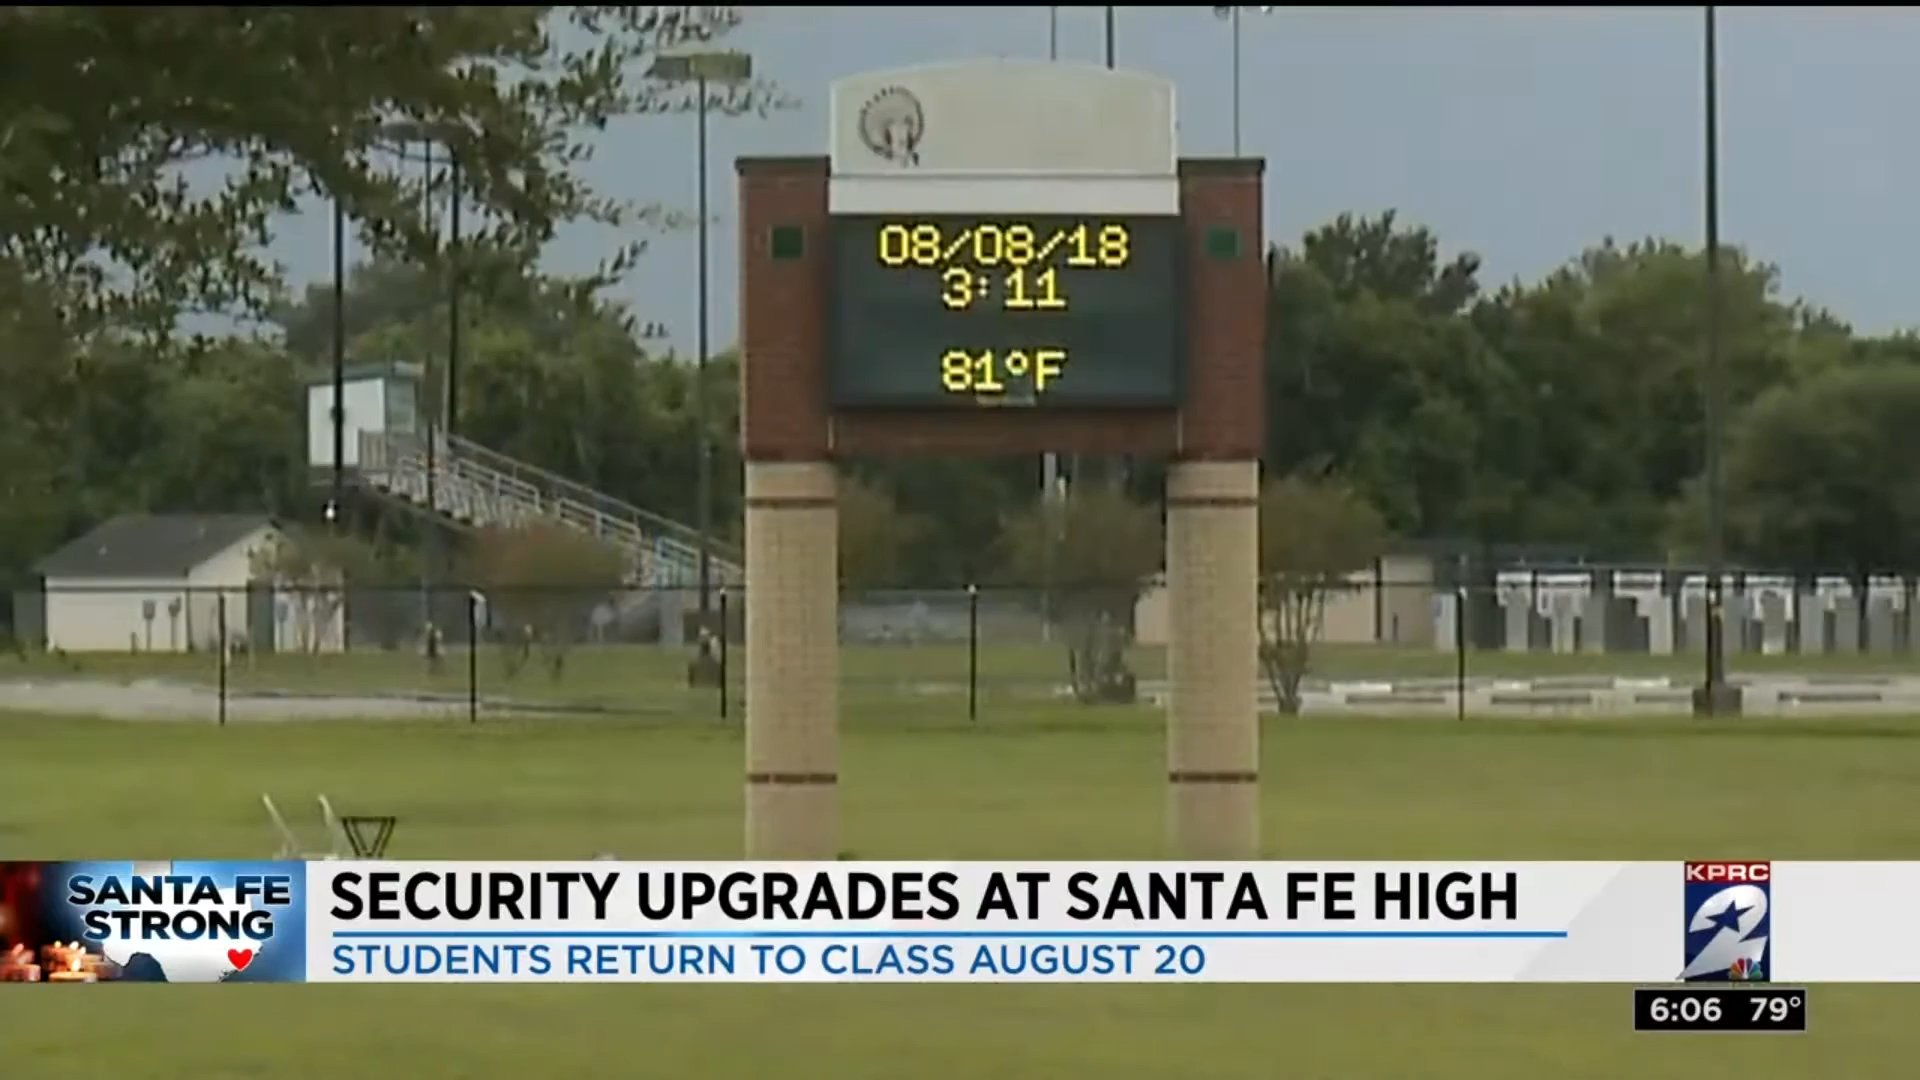 08/08/18
3:11
81°F
SANTA FE
STRONG
SECURITY UPGRADES AT SANTA FE HIGH
STUDENTS RETURN TO CLASS AUGUST 20
KPRC
2
6:06 79°